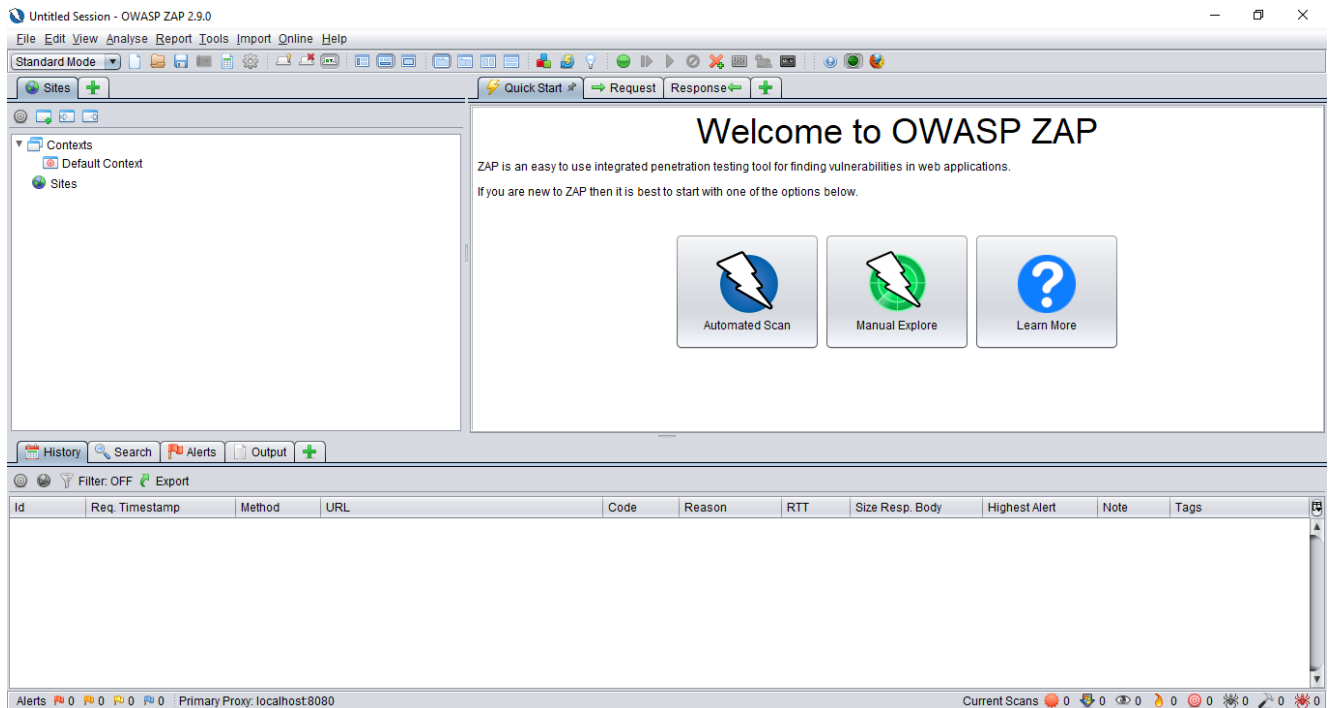 Untitled Session - OWASP ZAP 2.9.0
File Edit View Analyse Report Tools Import Online Help
Standard Mode
Sites
Quick Start Request Response
Contexts
Default Context
Sites
Welcome to OWASP ZAP
ZAP is an easy to use integrated penetration testing tool for finding vulnerabilities in web applications.
If you are new to ZAP then it is best to start with one of the options below.
Automated Scan Manual Explore Learn More
History Search Alerts Output
Filter: OFF Export
Id Req. Timestamp Method URL Code Reason RTT Size Resp. Body Highest Alert Note Tags
Alerts 0 0 0 0 Primary Proxy: localhost:8080 Current Scans 0 0 0 0 0 0 0 0